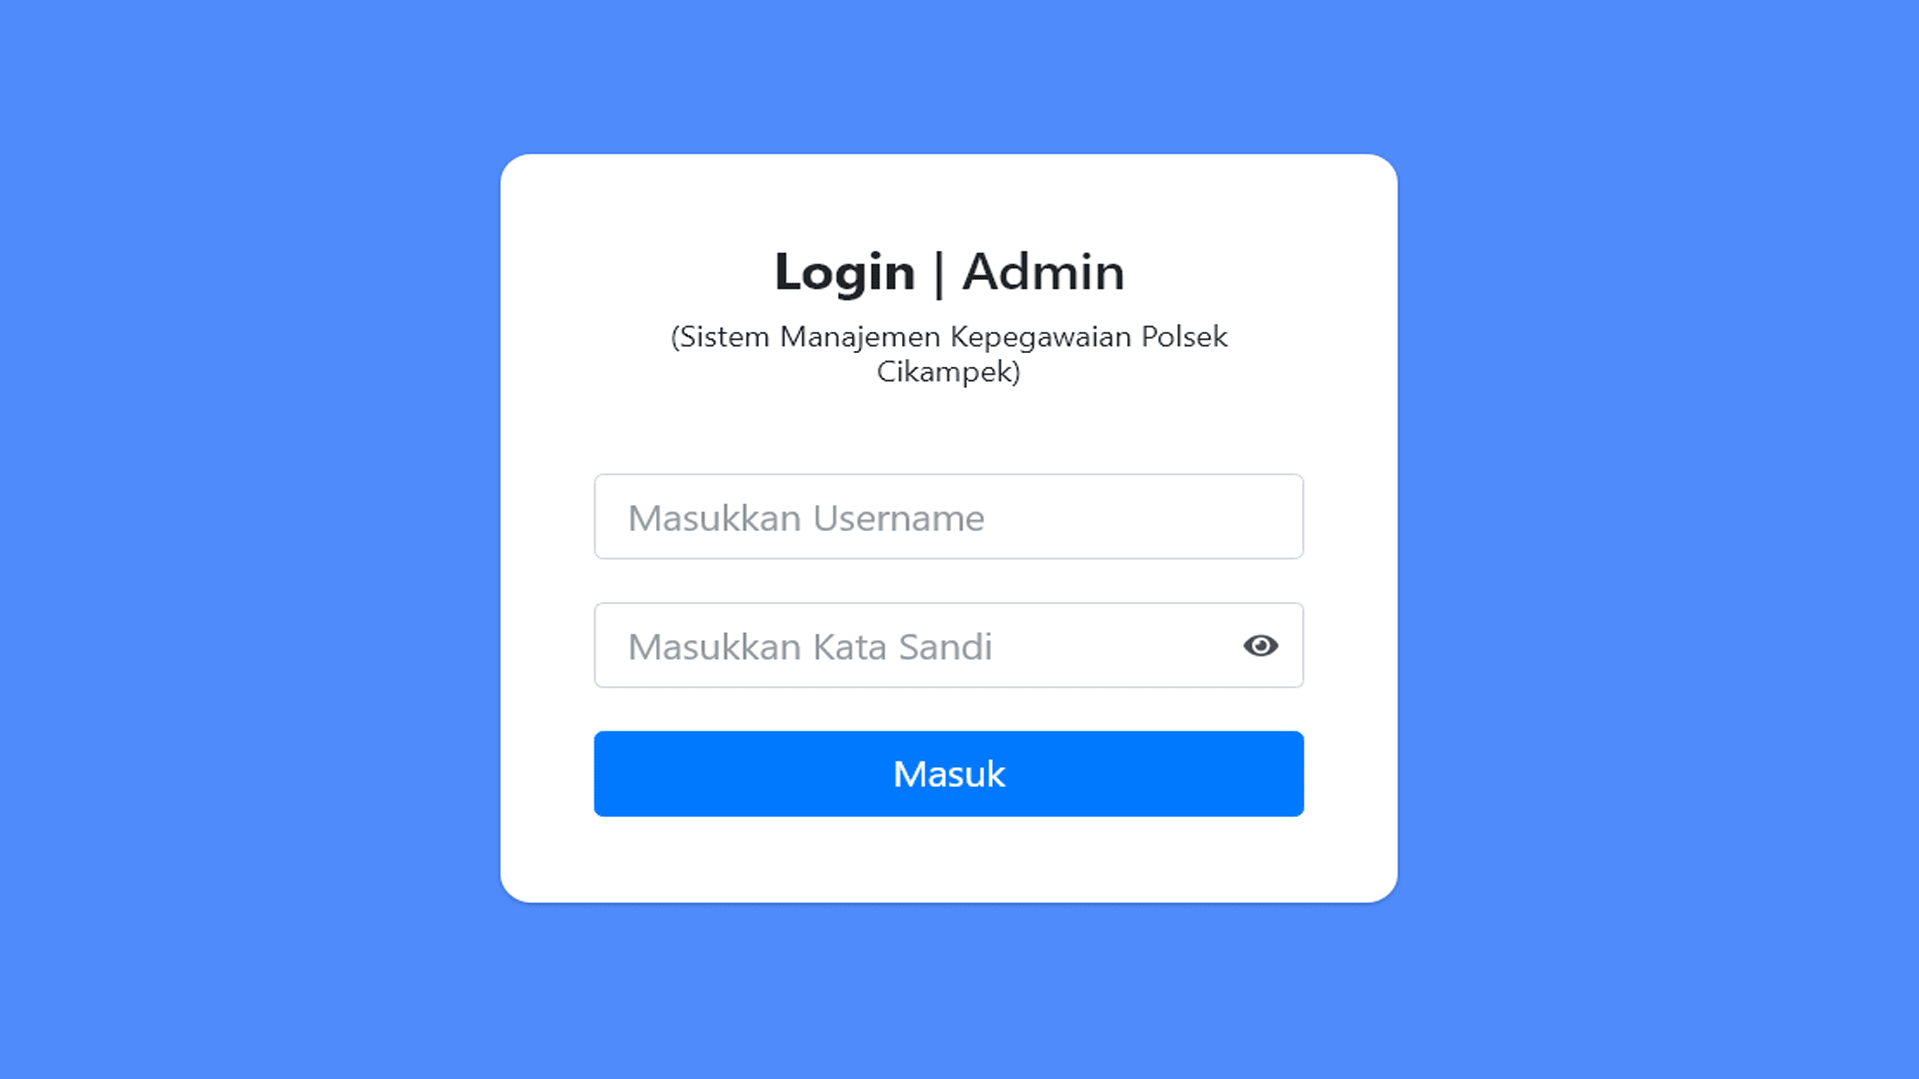 Login | Admin
(Sistem Manajemen Kepegawaian Polsek
Cikampek)
Masukkan Username
Masukkan Kata Sandi
Masuk